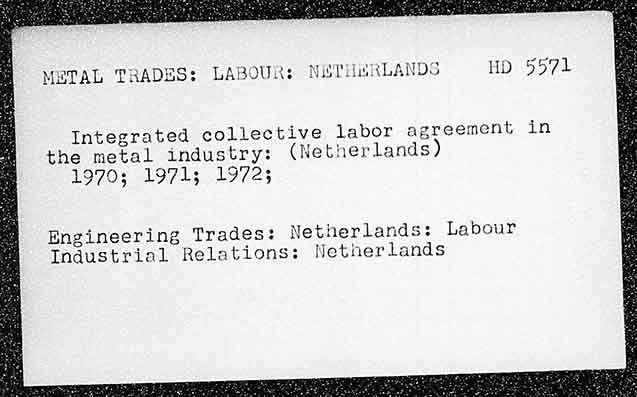 METAL TRADES: LABOUR: NETHERLANDS HD 5571
Integrated collective labor agreement in
the metal industry: (Netherlands)
1970; 1971; 1972;
Engineering Trades: Netherlands: Labour
Industrial Relations: Netherlands